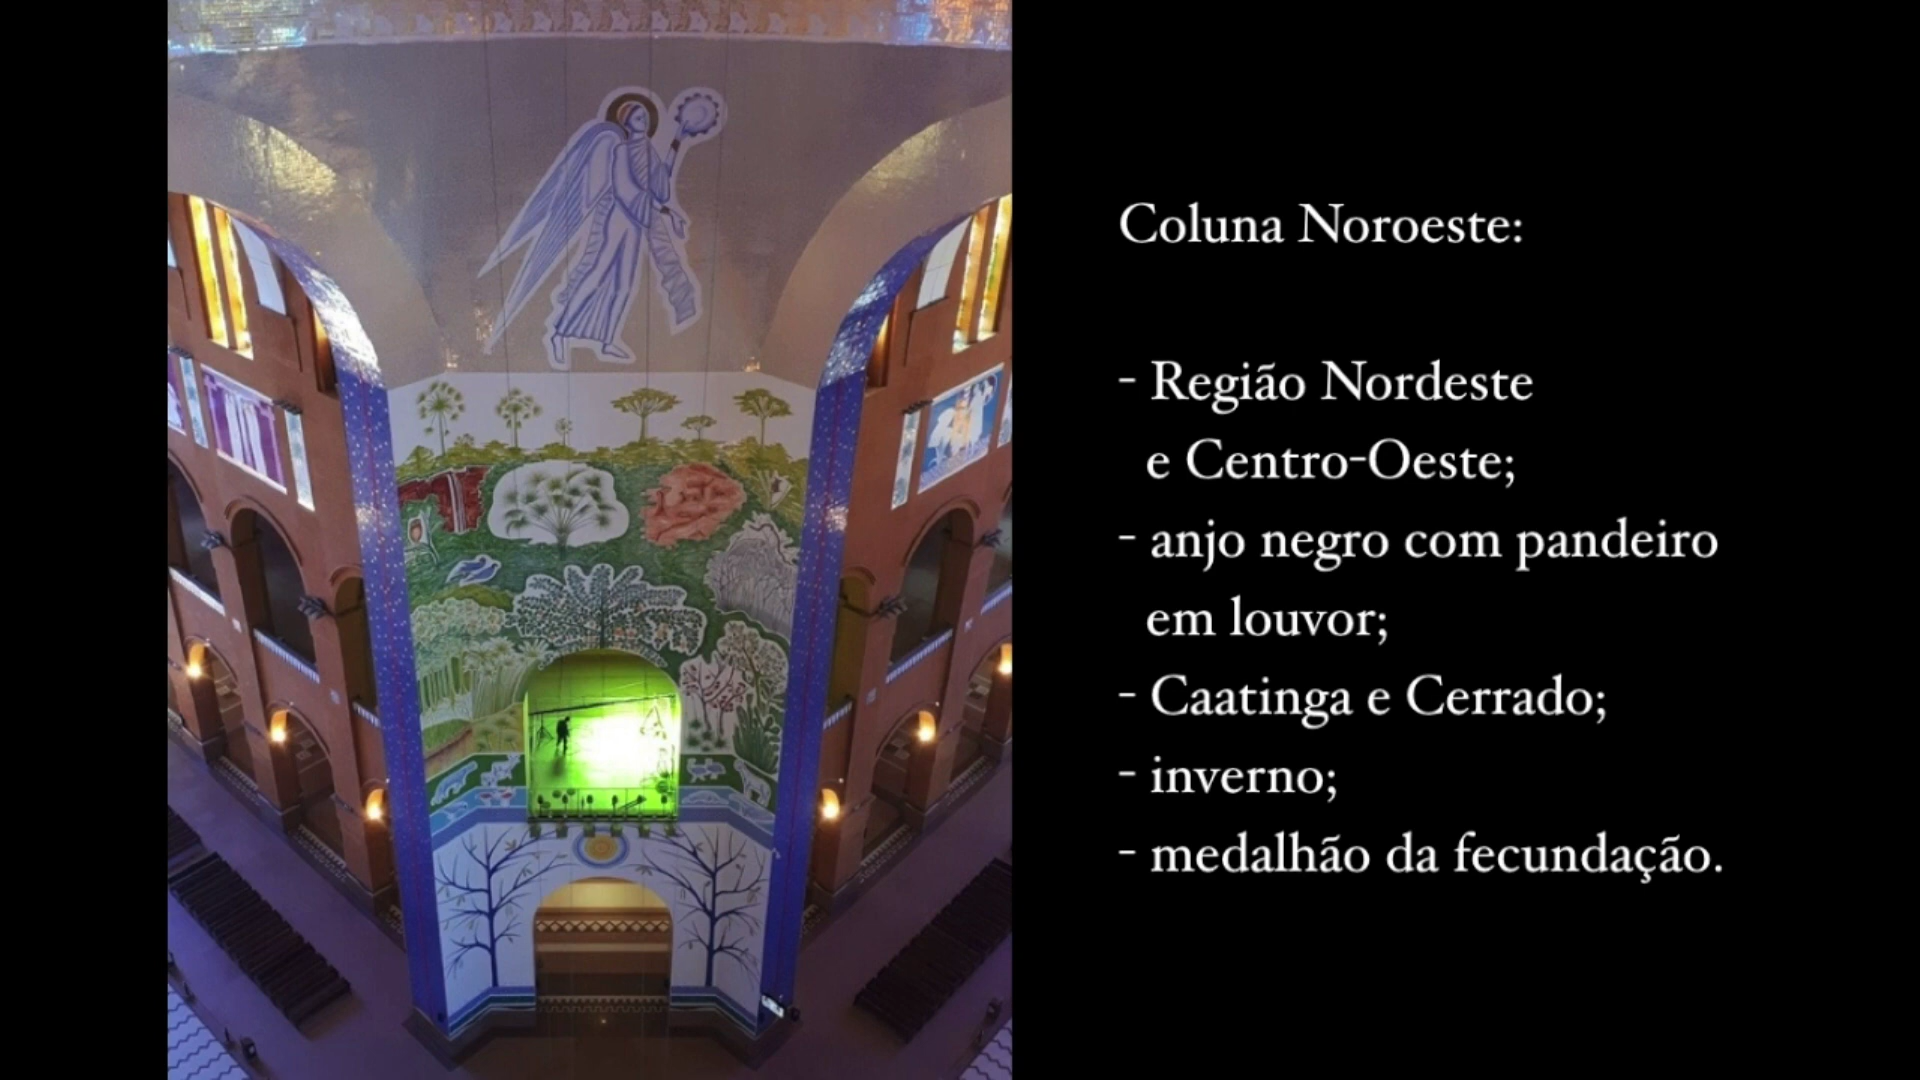 Coluna Noroeste:
- Região Nordeste
e Centro-Oeste;
- anjo negro com pandeiro
em louvor;
- Caatinga e Cerrado;
- inverno;
- medalhão da fecundação.